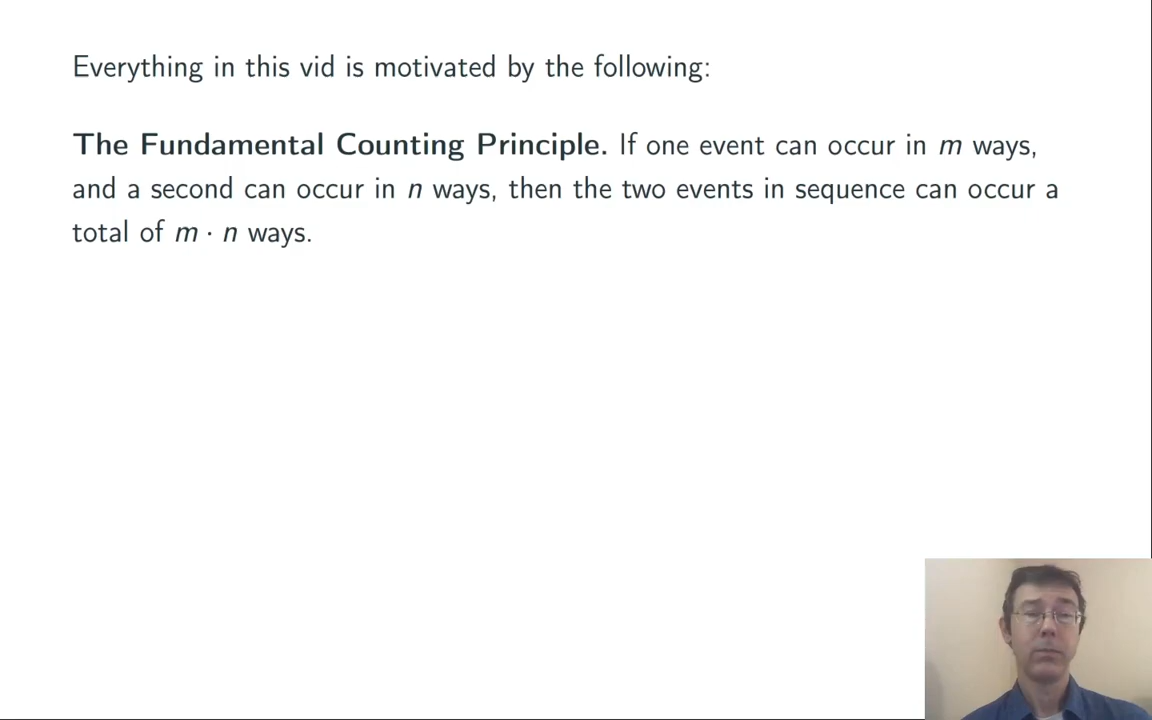 Everything in this vid is motivated by the following:
The Fundamental Counting Principle. If one event can occur in m ways,
and a second can occur in n ways, then the two events in sequence can occur a
total of m · n ways.